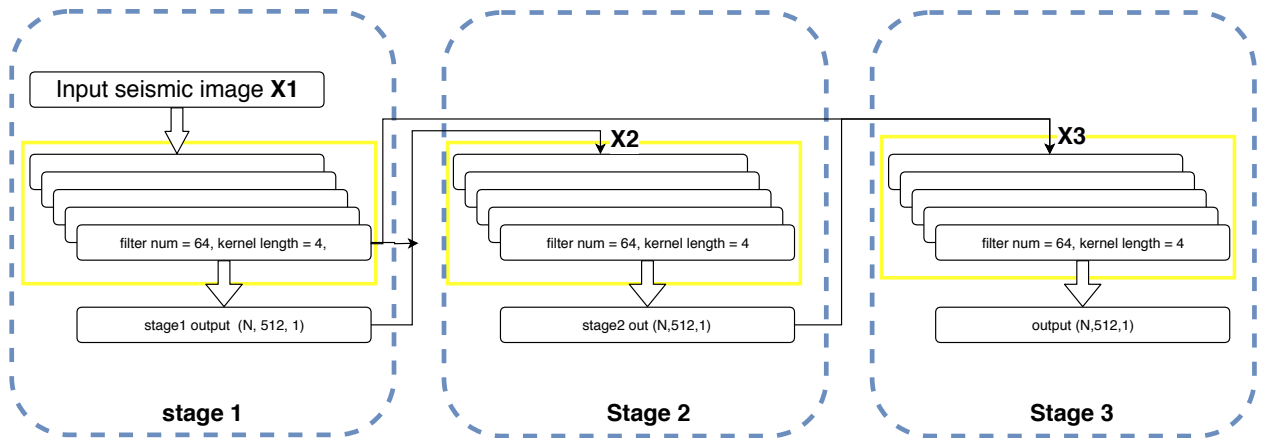 Input seismic image X1
filter num = 64, kernel length = 4,
stage1 output (N, 512, 1)
stage 1
X2
filter num = 64, kernel length = 4
stage2 out (N,512,1)
Stage 2
X3
filter num = 64, kernel length = 4
output (N,512,1)
Stage 3